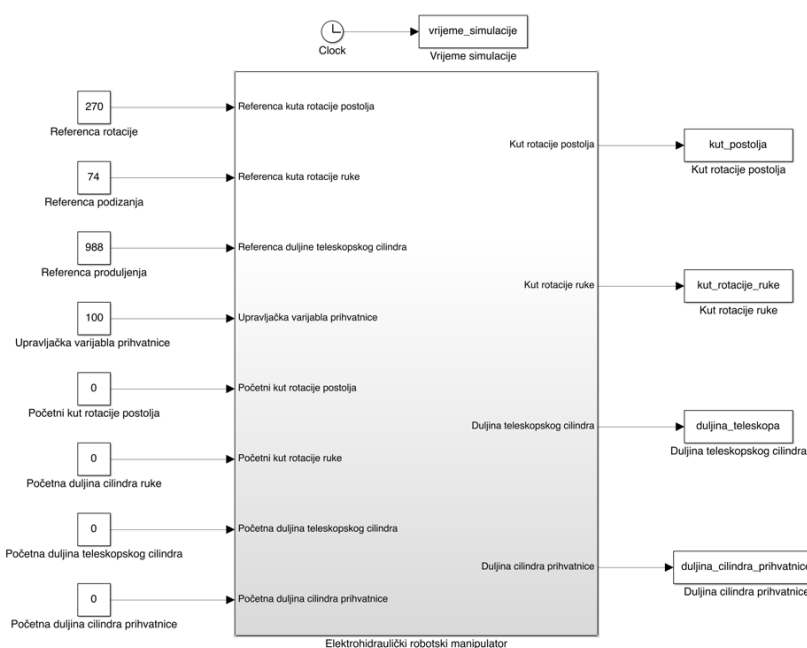 Clock
vrijeme_simulacije
Vrijeme simulacije
270
Referenca rotacije
74
Referenca podizanja
988
Referenca produljenja
100
Upravljačka varijabla prihvatnice
0
Početni kut rotacije postolja
0
Početna duljina cilindra ruke
0
Početna duljina teleskopskog cilindra
0
Početna duljina cilindra prihvatnice
Referenca kuta rotacije postolja
Referenca kuta rotacije ruke
Referenca duljine teleskopskog cilindra
Upravljačka varijabla prihvatnice
Početni kut rotacije postolja
Početni kut rotacije ruke
Početna duljina teleskopskog cilindra
Početna duljina cilindra prihvatnice
Kut rotacije postolja
Kut rotacije ruke
Duljina teleskopskog cilindra
Duljina cilindra prihvatnice
Elektrohidraulički robotski manipulator
kut_postolja
Kut rotacije postolja
kut_rotacije_ruke
Kut rotacije ruke
duljina_teleskopa
Duljina teleskopskog cilindra
duljina_cilindra_prihvatnice
Duljina cilindra prihvatnice